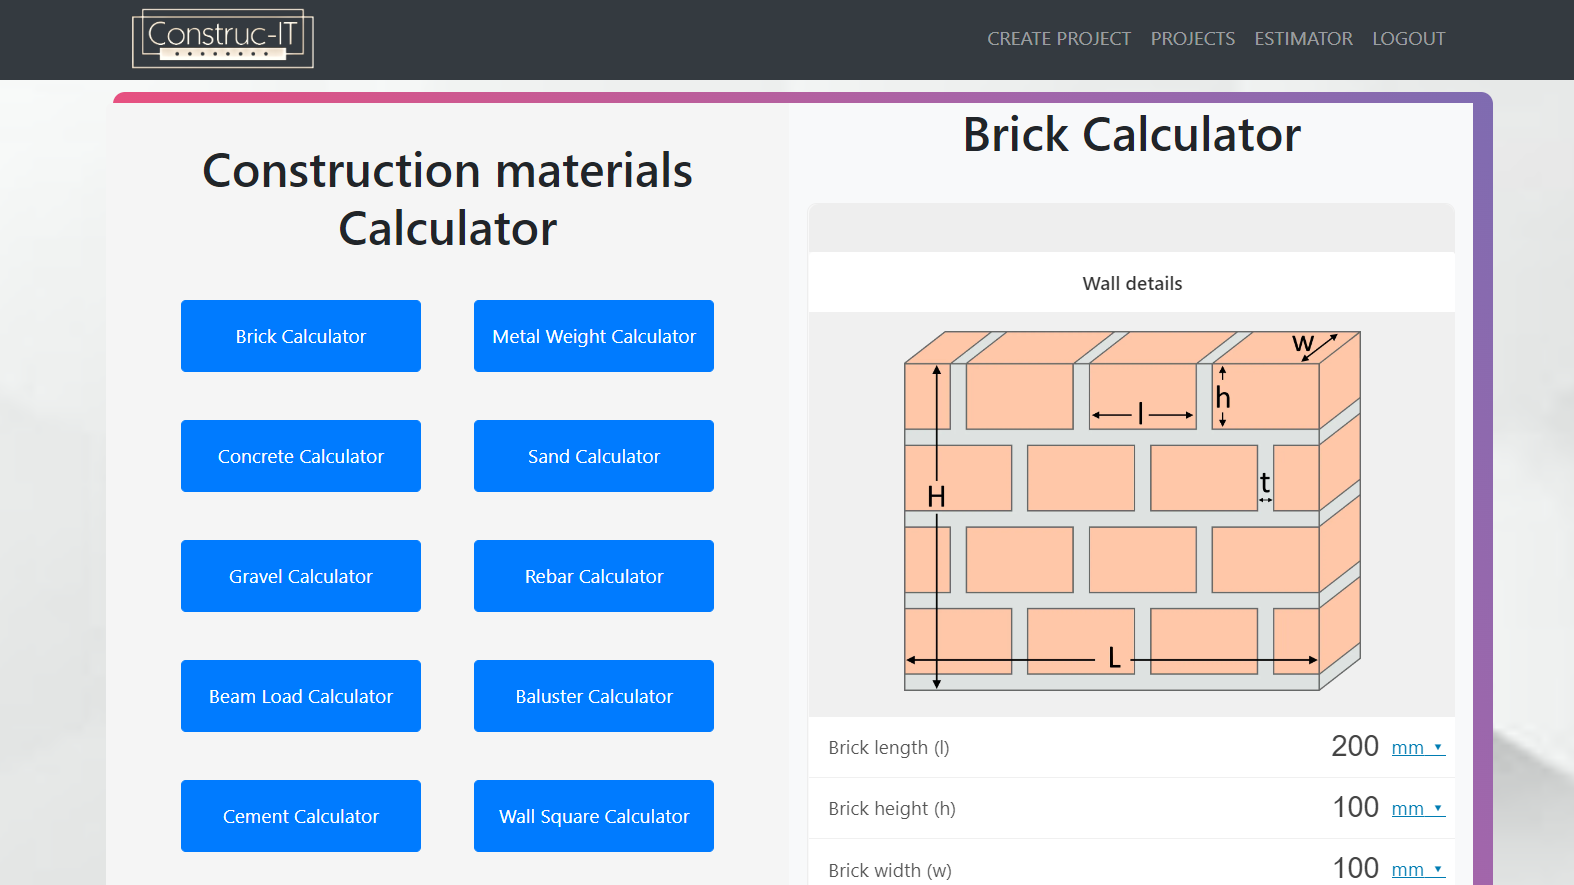 Construc-IT
CREATE PROJECT PROJECTS ESTIMATOR LOGOUT
Construction materials
Calculator
Brick Calculator
Metal Weight Calculator
Concrete Calculator
Sand Calculator
Gravel Calculator
Rebar Calculator
Beam Load Calculator
Baluster Calculator
Cement Calculator
Wall Square Calculator
Brick Calculator
Wall details
w
h
l
t
H
L
Brick length (l) 200 mm
Brick height (h) 100 mm
Brick width (w) 100 mm